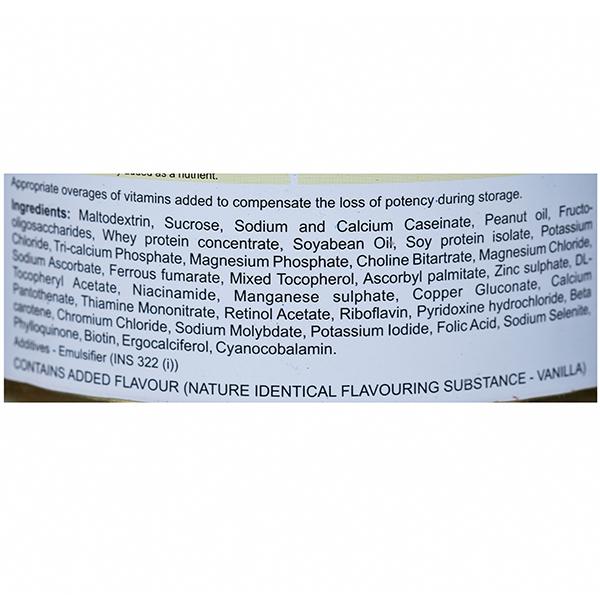 added as a nutrient.
Appropriate overages of vitamins added to compensate the loss of potency during storage.
Ingredients: Maltodextrin, Sucrose, Sodium and Calcium Caseinate, Peanut oil, Fructo-
oligosaccharides, Whey protein concentrate, Soyabean Oil, Soy protein isolate, Potassium
Chloride, Tri-calcium Phosphate, Magnesium Phosphate, Choline Bitartrate, Magnesium Chloride,
Sodium Ascorbate, Ferrous fumarate, Mixed Tocopherol, Ascorbyl palmitate, Zinc sulphate, DL-
Tocopheryl Acetate, Niacinamide, Manganese sulphate, Copper Gluconate, Calcium
Pantothenate, Thiamine Mononitrate, Retinol Acetate, Riboflavin, Pyridoxine hydrochloride, Beta
carotene, Chromium Chloride, Sodium Molybdate, Potassium Iodide, Folic Acid, Sodium Selenite,
Phylloquinone, Biotin, Ergocalciferol, Cyanocobalamin.
Additives - Emulsifier (INS 322 (i))
CONTAINS ADDED FLAVOUR (NATURE IDENTICAL FLAVOURING SUBSTANCE - VANILLA)